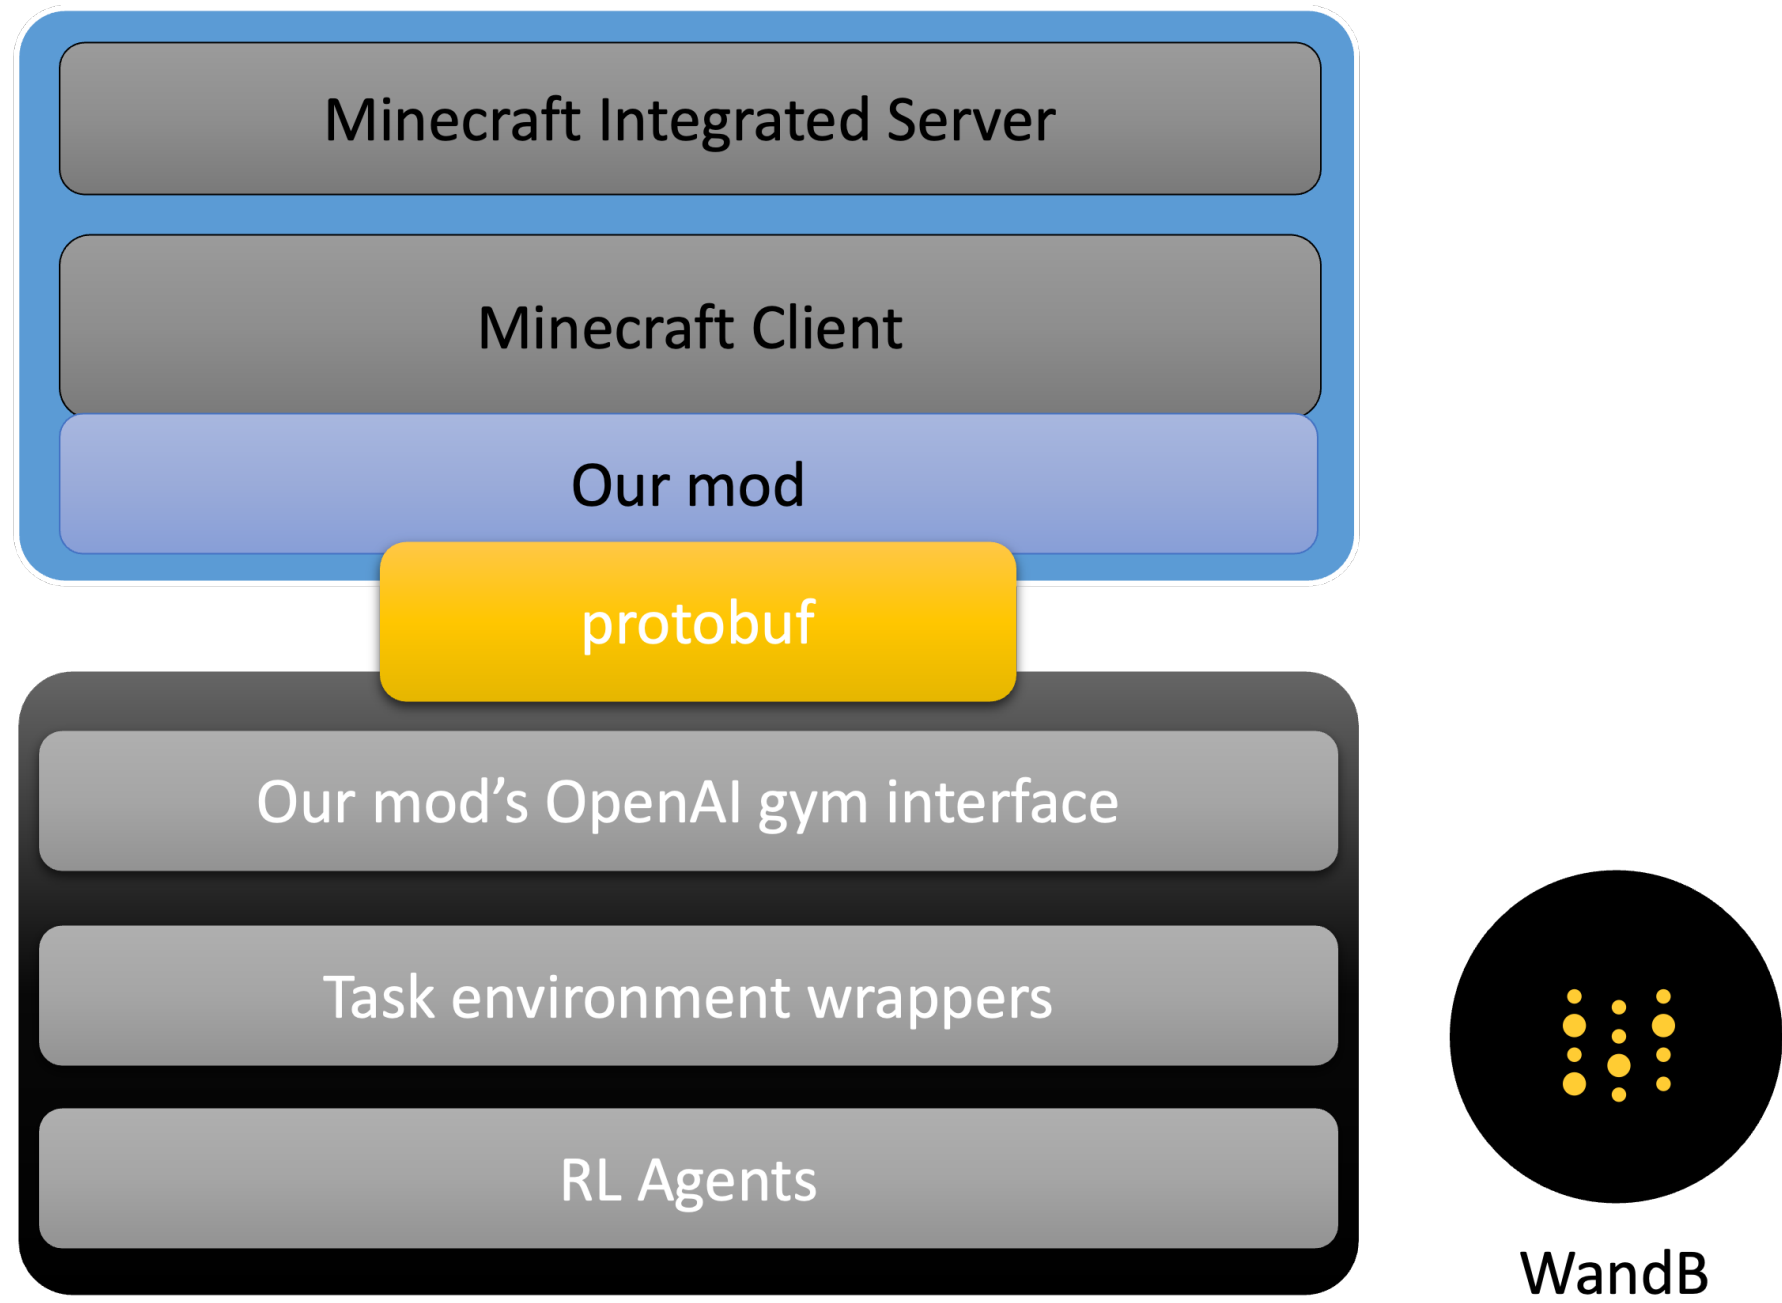 Minecraft Integrated Server
Minecraft Client
Our mod
protobuf
Our mod’s OpenAI gym interface
Task environment wrappers
RL Agents
WandB